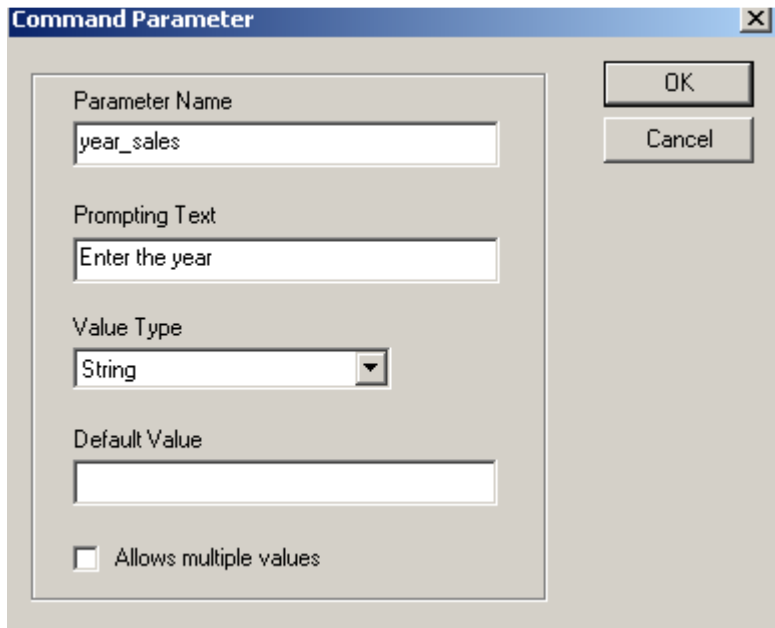 Command Parameter
OK
Parameter Name
year_sales
Cancel
Prompting Text
Enter the year
Value Type
String
Default Value
Allows multiple values